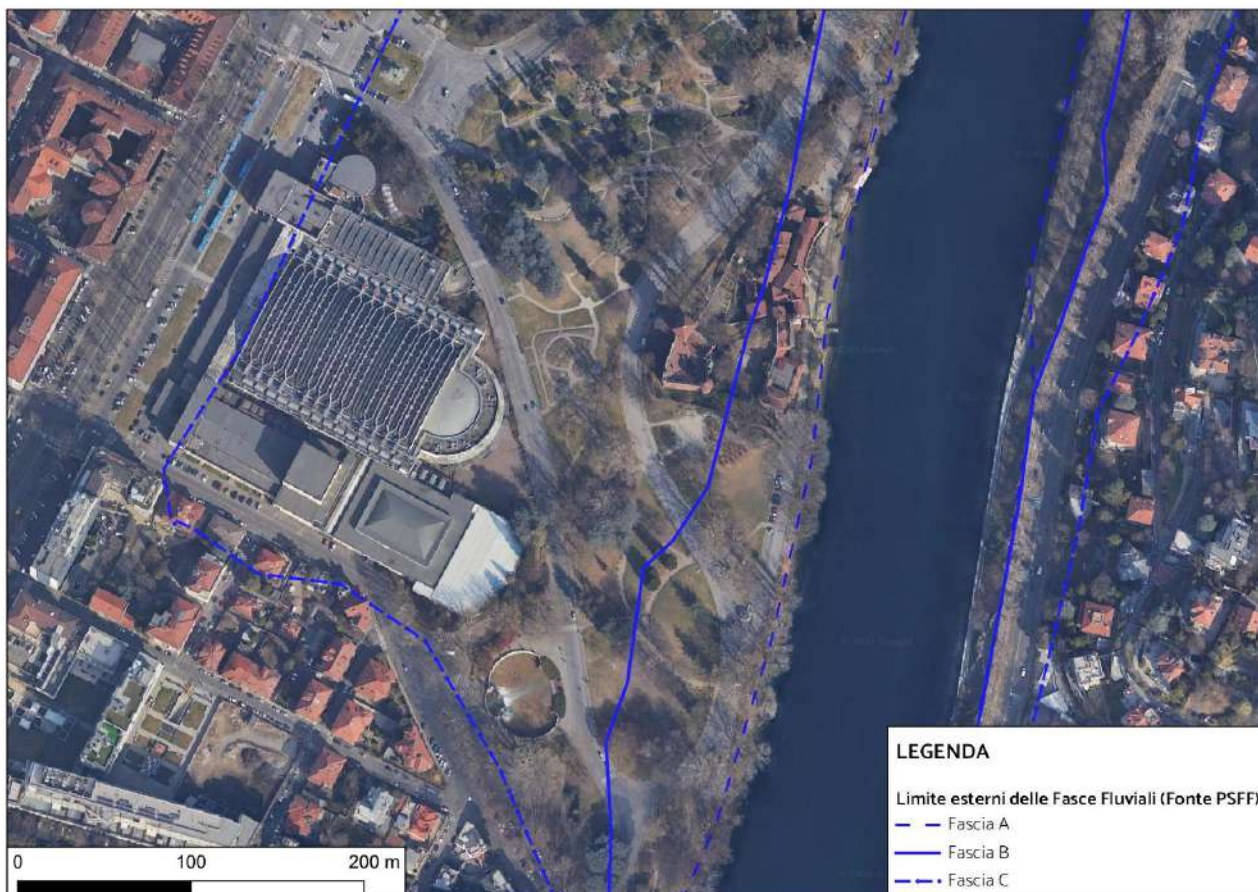 0 100 200 m
LEGENDA
Limite esterni delle Fasce Fluviali (Fonte PSFF)
Fascia A
Fascia B
Fascia C